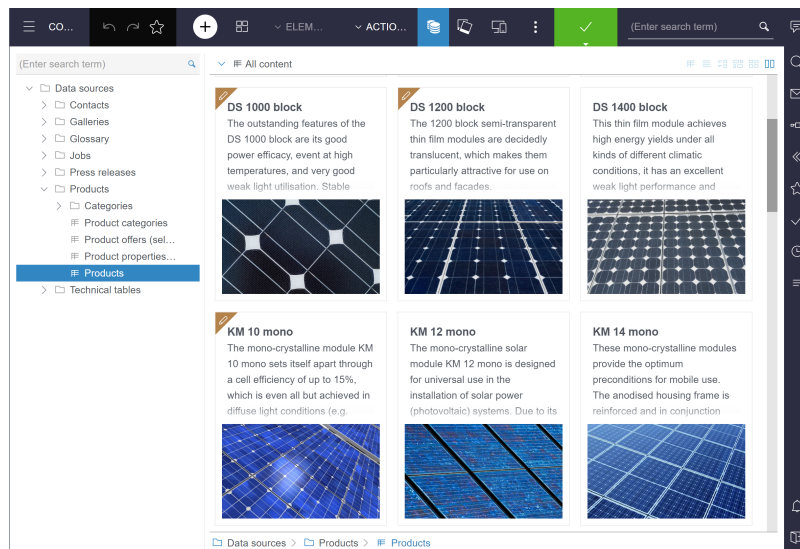 CO...
ELEM...
ACTIO...
(Enter search term)
(Enter search term)
All content
Data sources
Contacts
Galleries
Glossary
Jobs
Press releases
Products
Categories
Product categories
Product offers (sel...
Product properties...
Products
Technical tables
DS 1000 block
The outstanding features of the
DS 1000 block are its good
power efficacy, event at high
temperatures, and very good
weak light utilisation. Stable
DS 1200 block
The 1200 block semi-transparent
thin film modules are decidedly
translucent, which makes them
particularly attractive for use on
roofs and facades.
DS 1400 block
This thin film module achieves
high energy yields under all
kinds of different climatic
conditions, it has an excellent
weak light performance and
KM 10 mono
The mono-crystalline module KM
10 mono sets itself apart through
a cell efficiency of up to 15%,
which is even all but achieved in
diffuse light conditions (e.g.
KM 12 mono
The mono-crystalline solar
module KM 12 mono is designed
for universal use in the
installation of solar power
(photovoltaic) systems. Due to its
KM 14 mono
These mono-crystalline modules
provide the optimum
preconditions for mobile use.
The anodised housing frame is
reinforced and in conjunction
Data sources > Products > Products